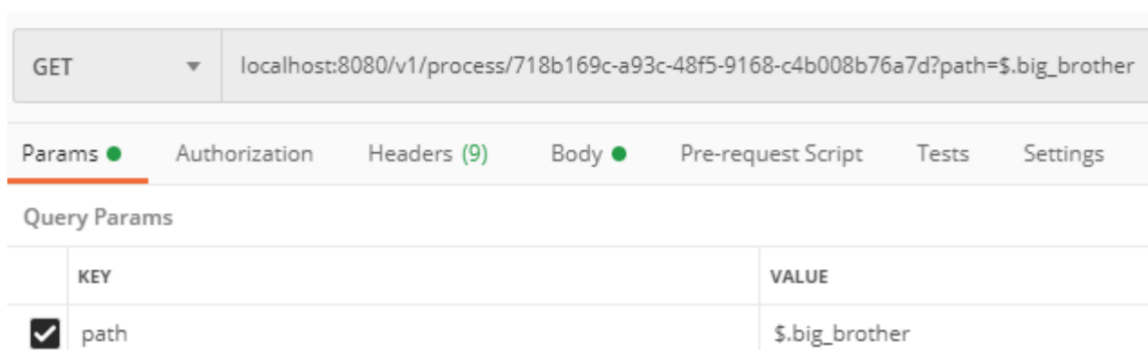 GET localhost:8080/v1/process/718b169c-a93c-48f5-9168-c4b008b76a7d?path=$.big_brother
Params Authorization Headers (9) Body Pre-request Script Tests Settings
Query Params
KEY VALUE
path $.big_brother